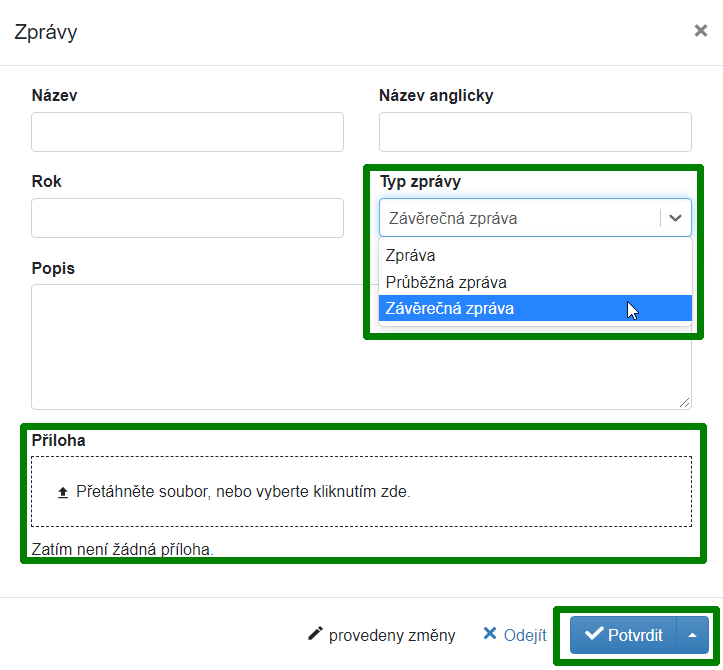 Zprávy
Název
Název anglicky
Rok
Typ zprávy
Závěrečná zpráva
Zpráva
Průběžná zpráva
Závěrečná zpráva
Popis
Příloha
Přetáhněte soubor, nebo vyberte kliknutím zde.
Zatím není žádná příloha.
provedeny změny
Odejít
Potvrdit